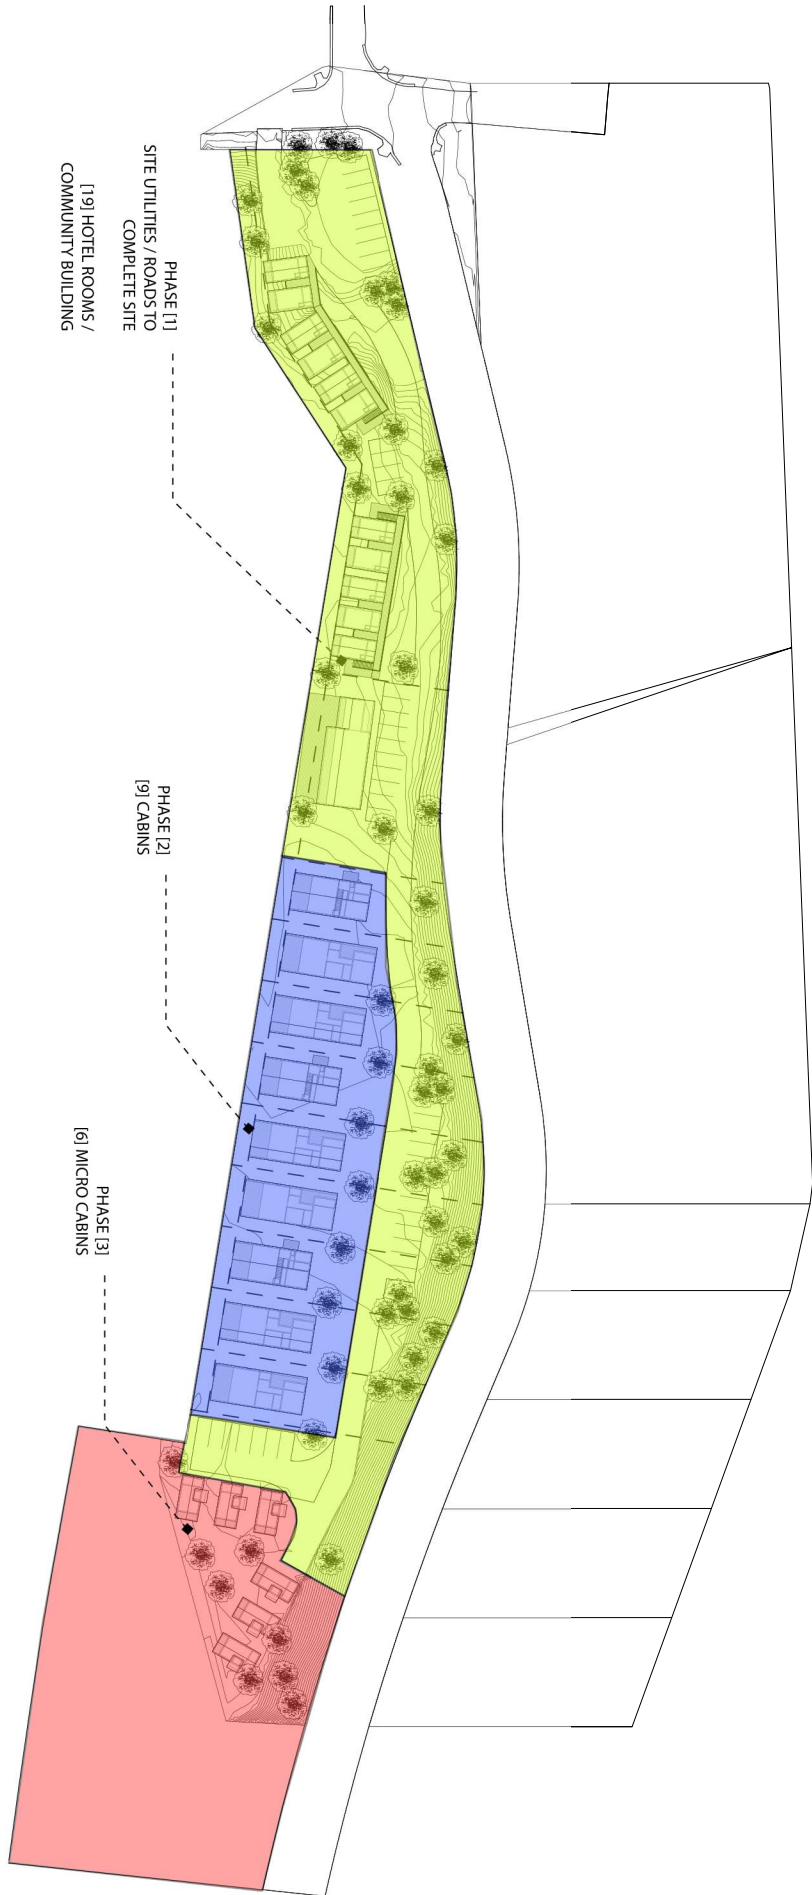 PHASE [1]
SITE UTILITIES / ROADS TO
COMPLETE SITE
[19] HOTEL ROOMS /
COMMUNITY BUILDING
PHASE [2]
[9] CABINS
PHASE [3]
[6] MICRO CABINS